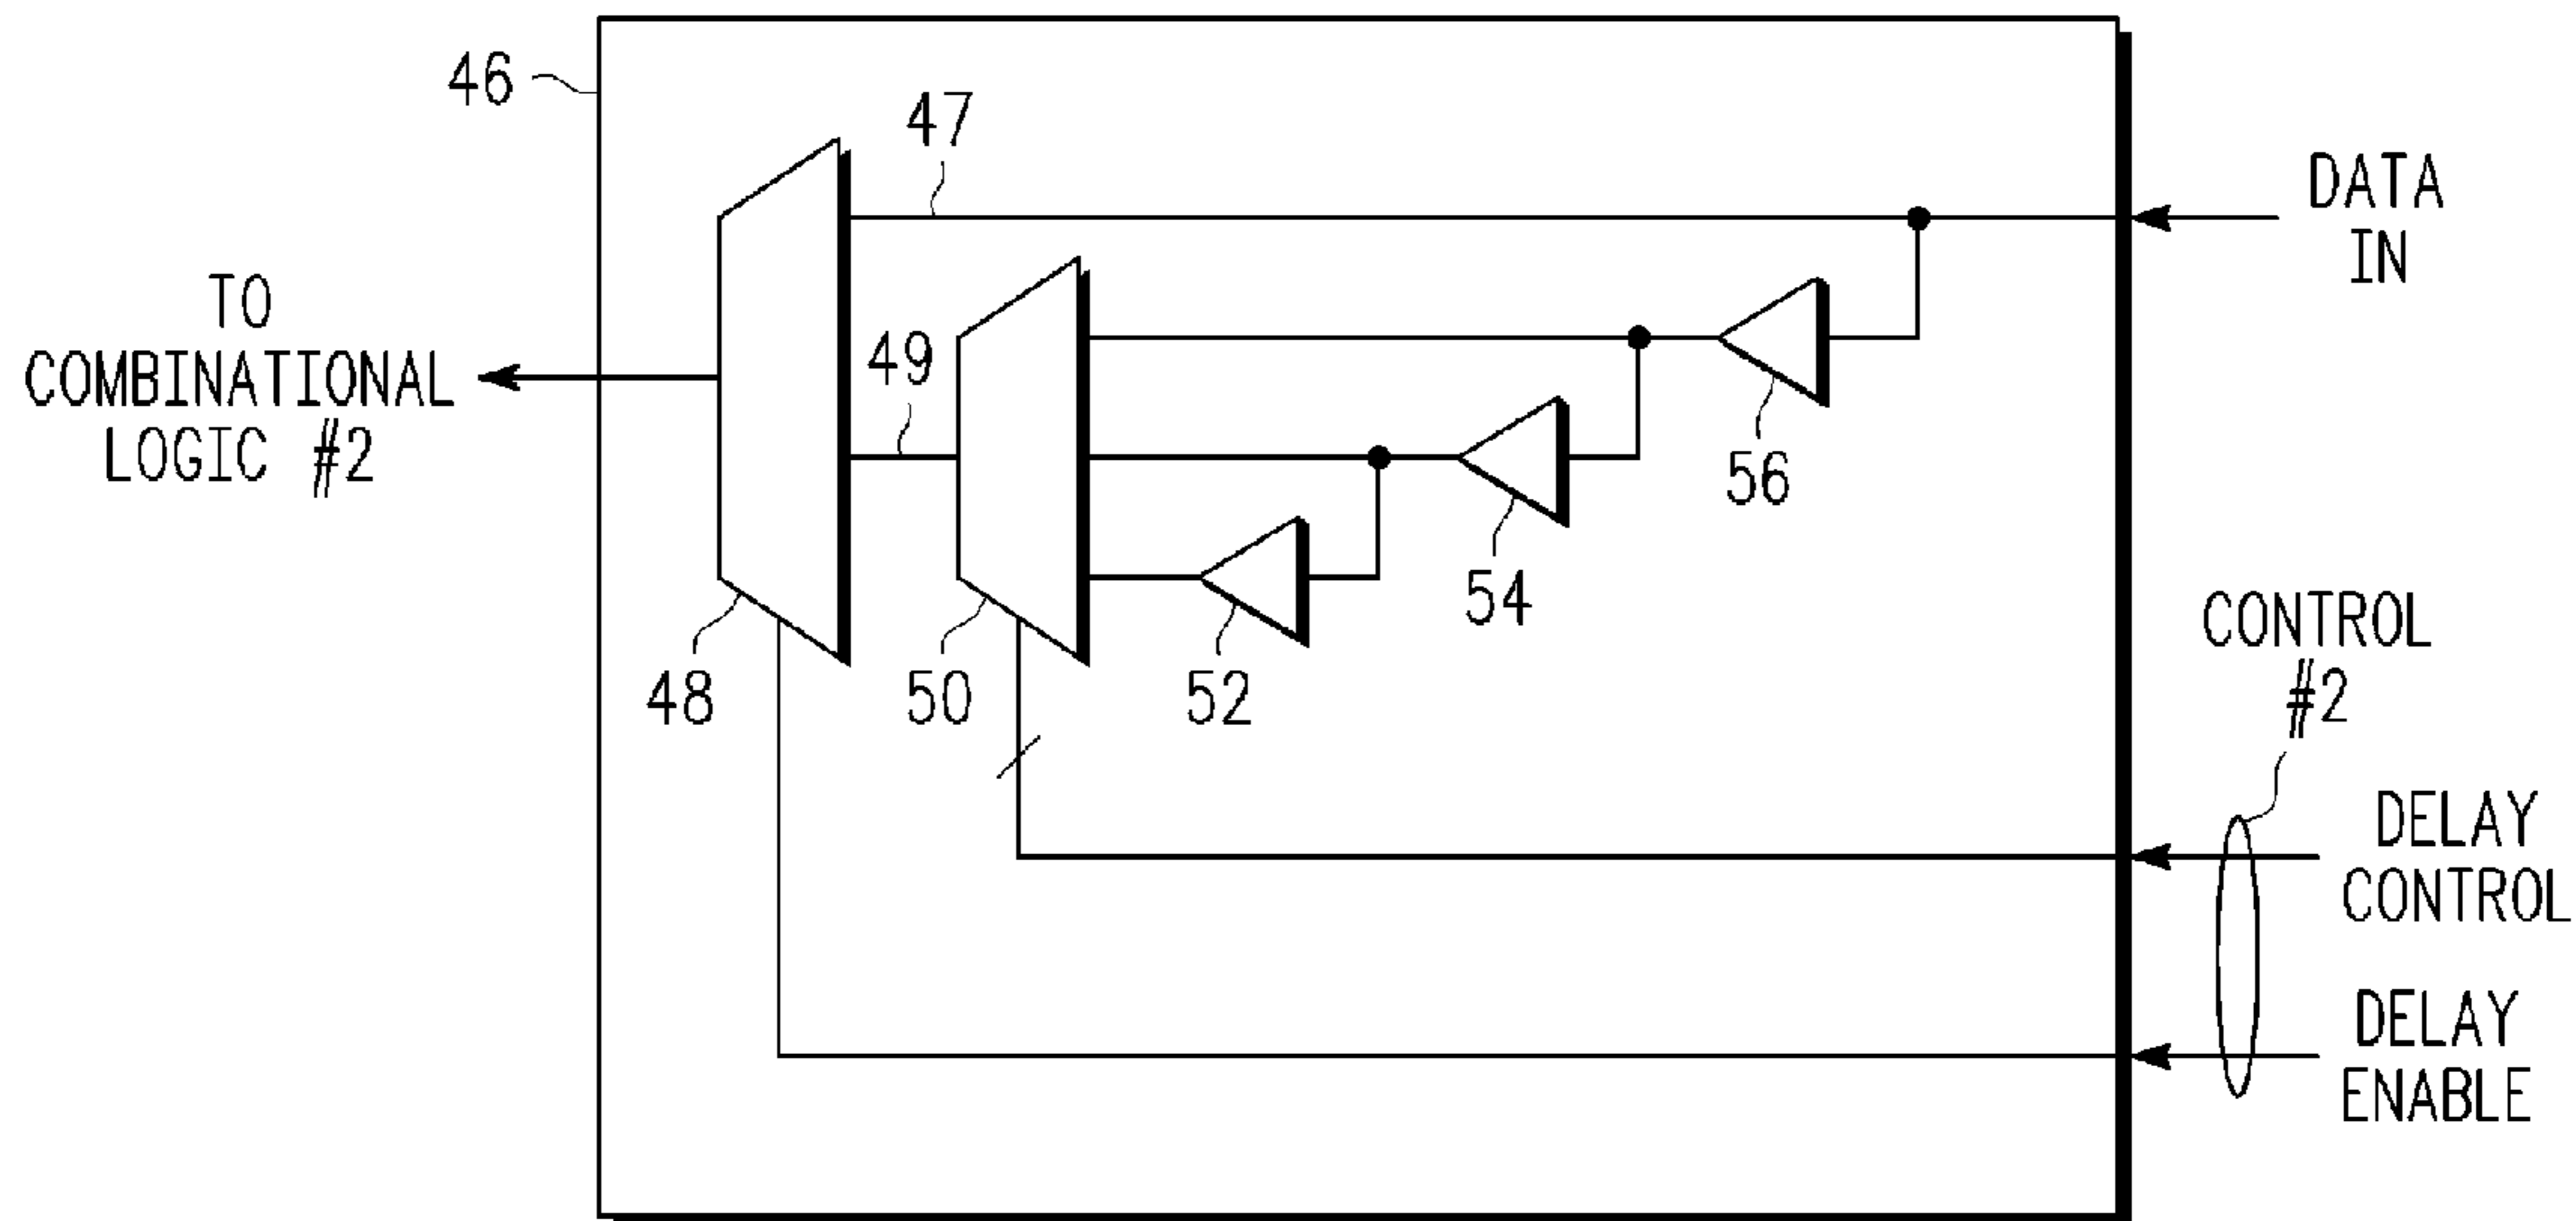 46
47
DATA
IN
TO
COMBINATIONAL
LOGIC #2
49
56
54
52
50
48
CONTROL
#2
DELAY
CONTROL
DELAY
ENABLE